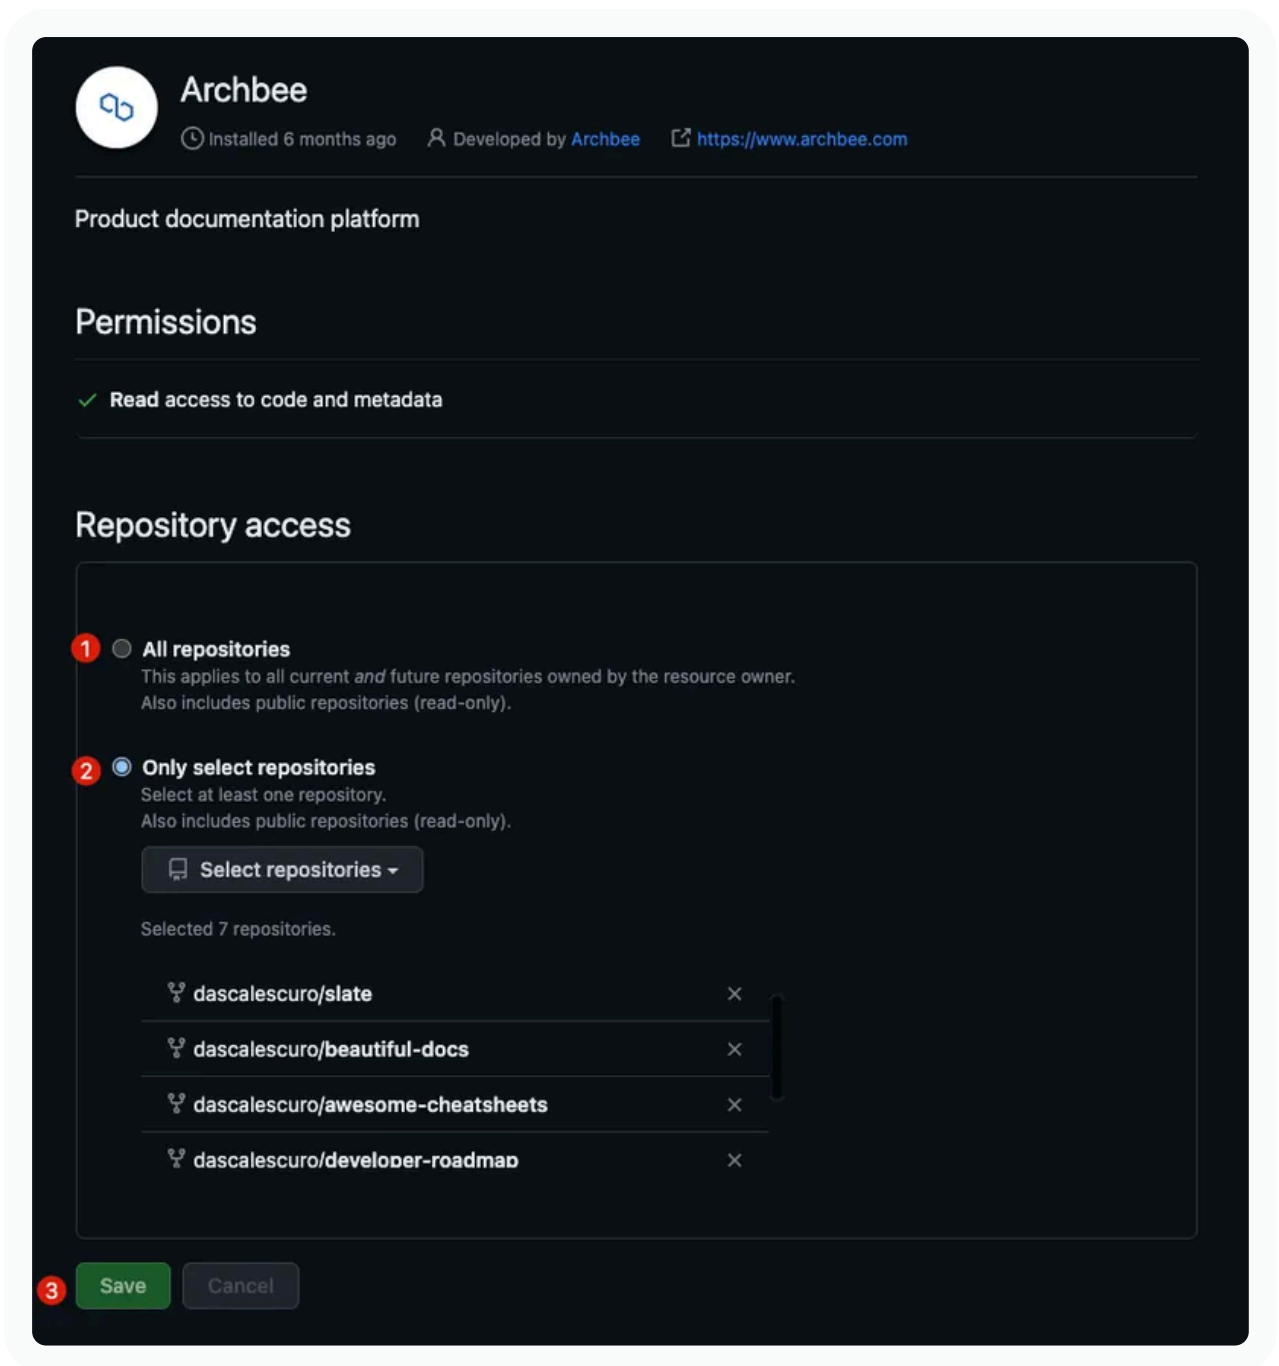 Archbee
Installed 6 months ago Developed by Archbee https://www.archbee.com
Product documentation platform
Permissions
Read access to code and metadata
Repository access
1 All repositories
This applies to all current and future repositories owned by the resource owner.
Also includes public repositories (read-only).
2 Only select repositories
Select at least one repository.
Also includes public repositories (read-only).
Select repositories
Selected 7 repositories.
dascalescuro/slate
dascalescuro/beautiful-docs
dascalescuro/awesome-cheatsheets
dascalescuro/developer-roadmap
3 Save Cancel